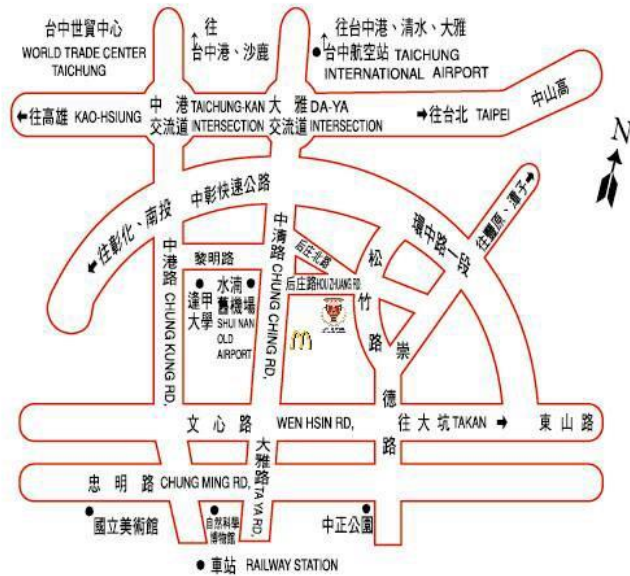 台中世貿中心
WORLD TRADE CENTER
TAICHUNG
往
台中港、沙鹿
往台中港、清水、大雅
台中航空站 TAICHUNG
INTERNATIONAL AIRPORT
往高雄 KAO-HSIUNG
中港 TAICHUNG-KAN
交流道 INTERSECTION
大雅 DA-YA
交流道 INTERSECTION
往台北 TAIPEI
中山高
N
中彰快速公路
往彰化、南投
環中路一段
往豐原、潭子
中港路 CHUNG KUNG RD,
黎明路
中清路 CHUNG CHING RD,
后庄北路
后庄路 HOU ZHUANG RD.
松竹路
崇德路
逢甲
大學
水湳
舊機場
SHUI NAN
OLD
AIRPORT
文心路 WEN HSIN RD,
往大坑 TAKAN
東山路
大雅路 TA YA RD,
忠明路 CHUNG MING RD,
國立美術館
自然科學
博物館
中正公園
車站 RAILWAY STATION